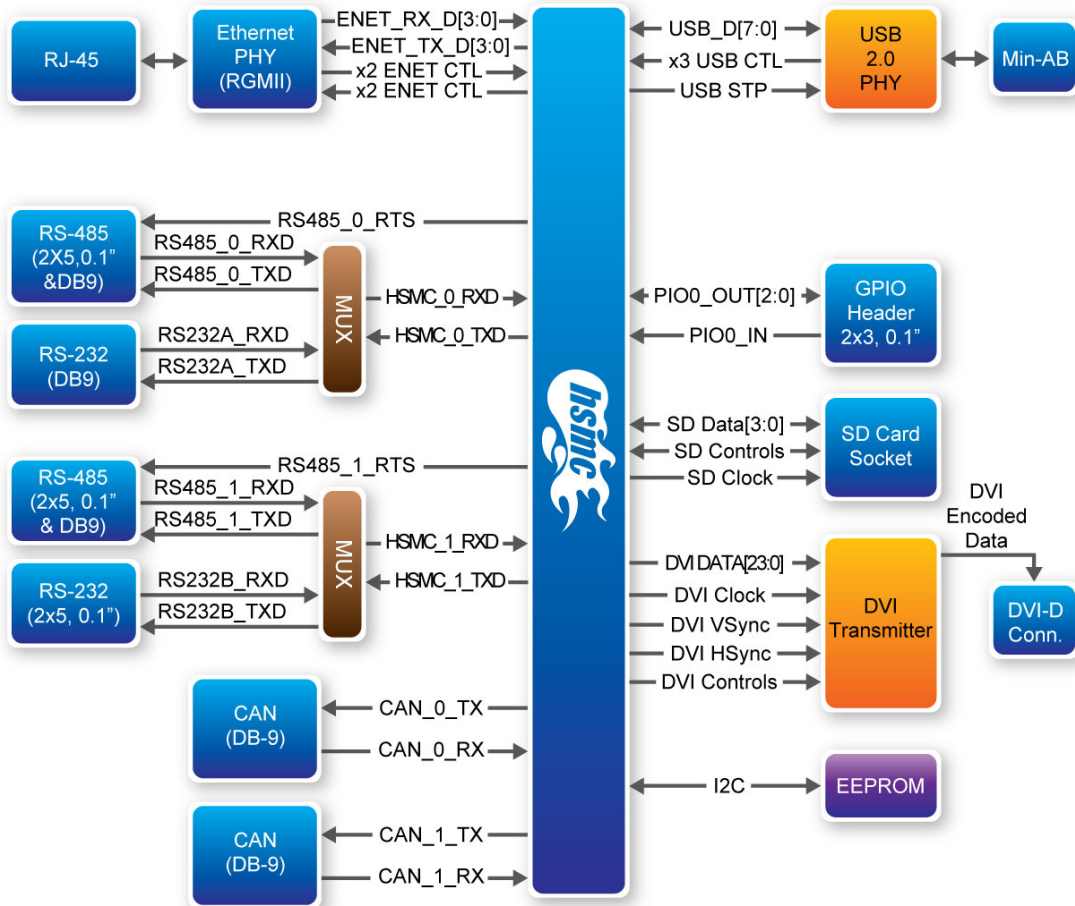 RJ-45
Ethernet
PHY
(RGMII)
ENET_RX_D[3:0]
ENET_TX_D[3:0]
x2 ENET CTL
x2 ENET CTL
USB_D[7:0]
x3 USB CTL
USB STP
USB
2.0
PHY
Min-AB
RS-485
(2X5,0.1”
&DB9)
RS485_0_RTS
RS485_0_RXD
RS485_0_TXD
RS-232
(DB9)
RS232A_RXD
RS232A_TXD
MUX
HSMC_0_RXD
HSMC_0_TXD
hsmc
PIO0_OUT[2:0]
PIO0_IN
GPIO
Header
2x3, 0.1”
SD Data[3:0]
SD Controls
SD Clock
SD Card
Socket
RS-485
(2x5, 0.1”
& DB9)
RS485_1_RTS
RS485_1_RXD
RS485_1_TXD
RS-232
(2x5, 0.1”)
RS232B_RXD
RS232B_TXD
MUX
HSMC_1_RXD
HSMC_1_TXD
DVI DATA[23:0]
DVI Clock
DVI VSync
DVI HSync
DVI Controls
DVI
Transmitter
DVI
Encoded
Data
DVI-D
Conn.
CAN
(DB-9)
CAN_0_TX
CAN_0_RX
I2C
EEPROM
CAN
(DB-9)
CAN_1_TX
CAN_1_RX